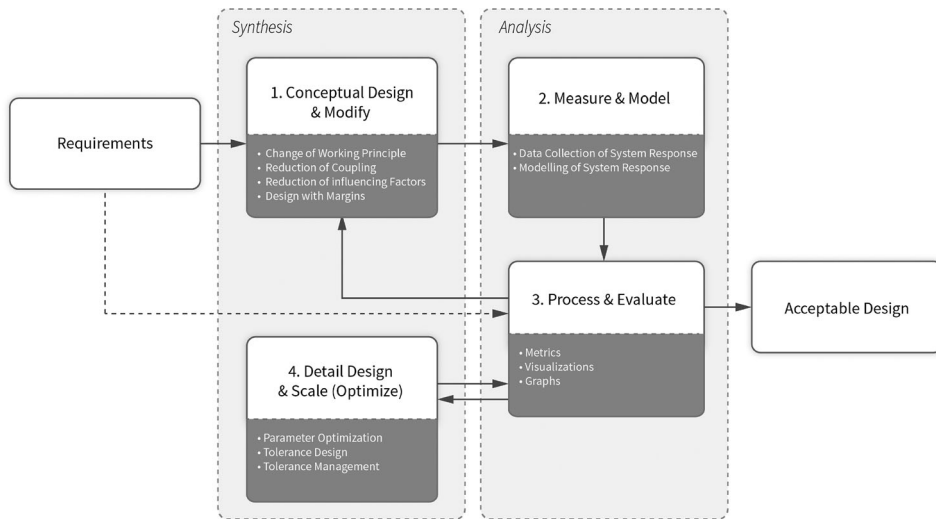 Synthesis
Analysis
Requirements
1. Conceptual Design
& Modify
• Change of Working Principle
• Reduction of Coupling
• Reduction of influencing Factors
• Design with Margins
2. Measure & Model
• Data Collection of System Response
• Modelling of System Response
3. Process & Evaluate
• Metrics
• Visualizations
• Graphs
Acceptable Design
4. Detail Design
& Scale (Optimize)
• Parameter Optimization
• Tolerance Design
• Tolerance Management